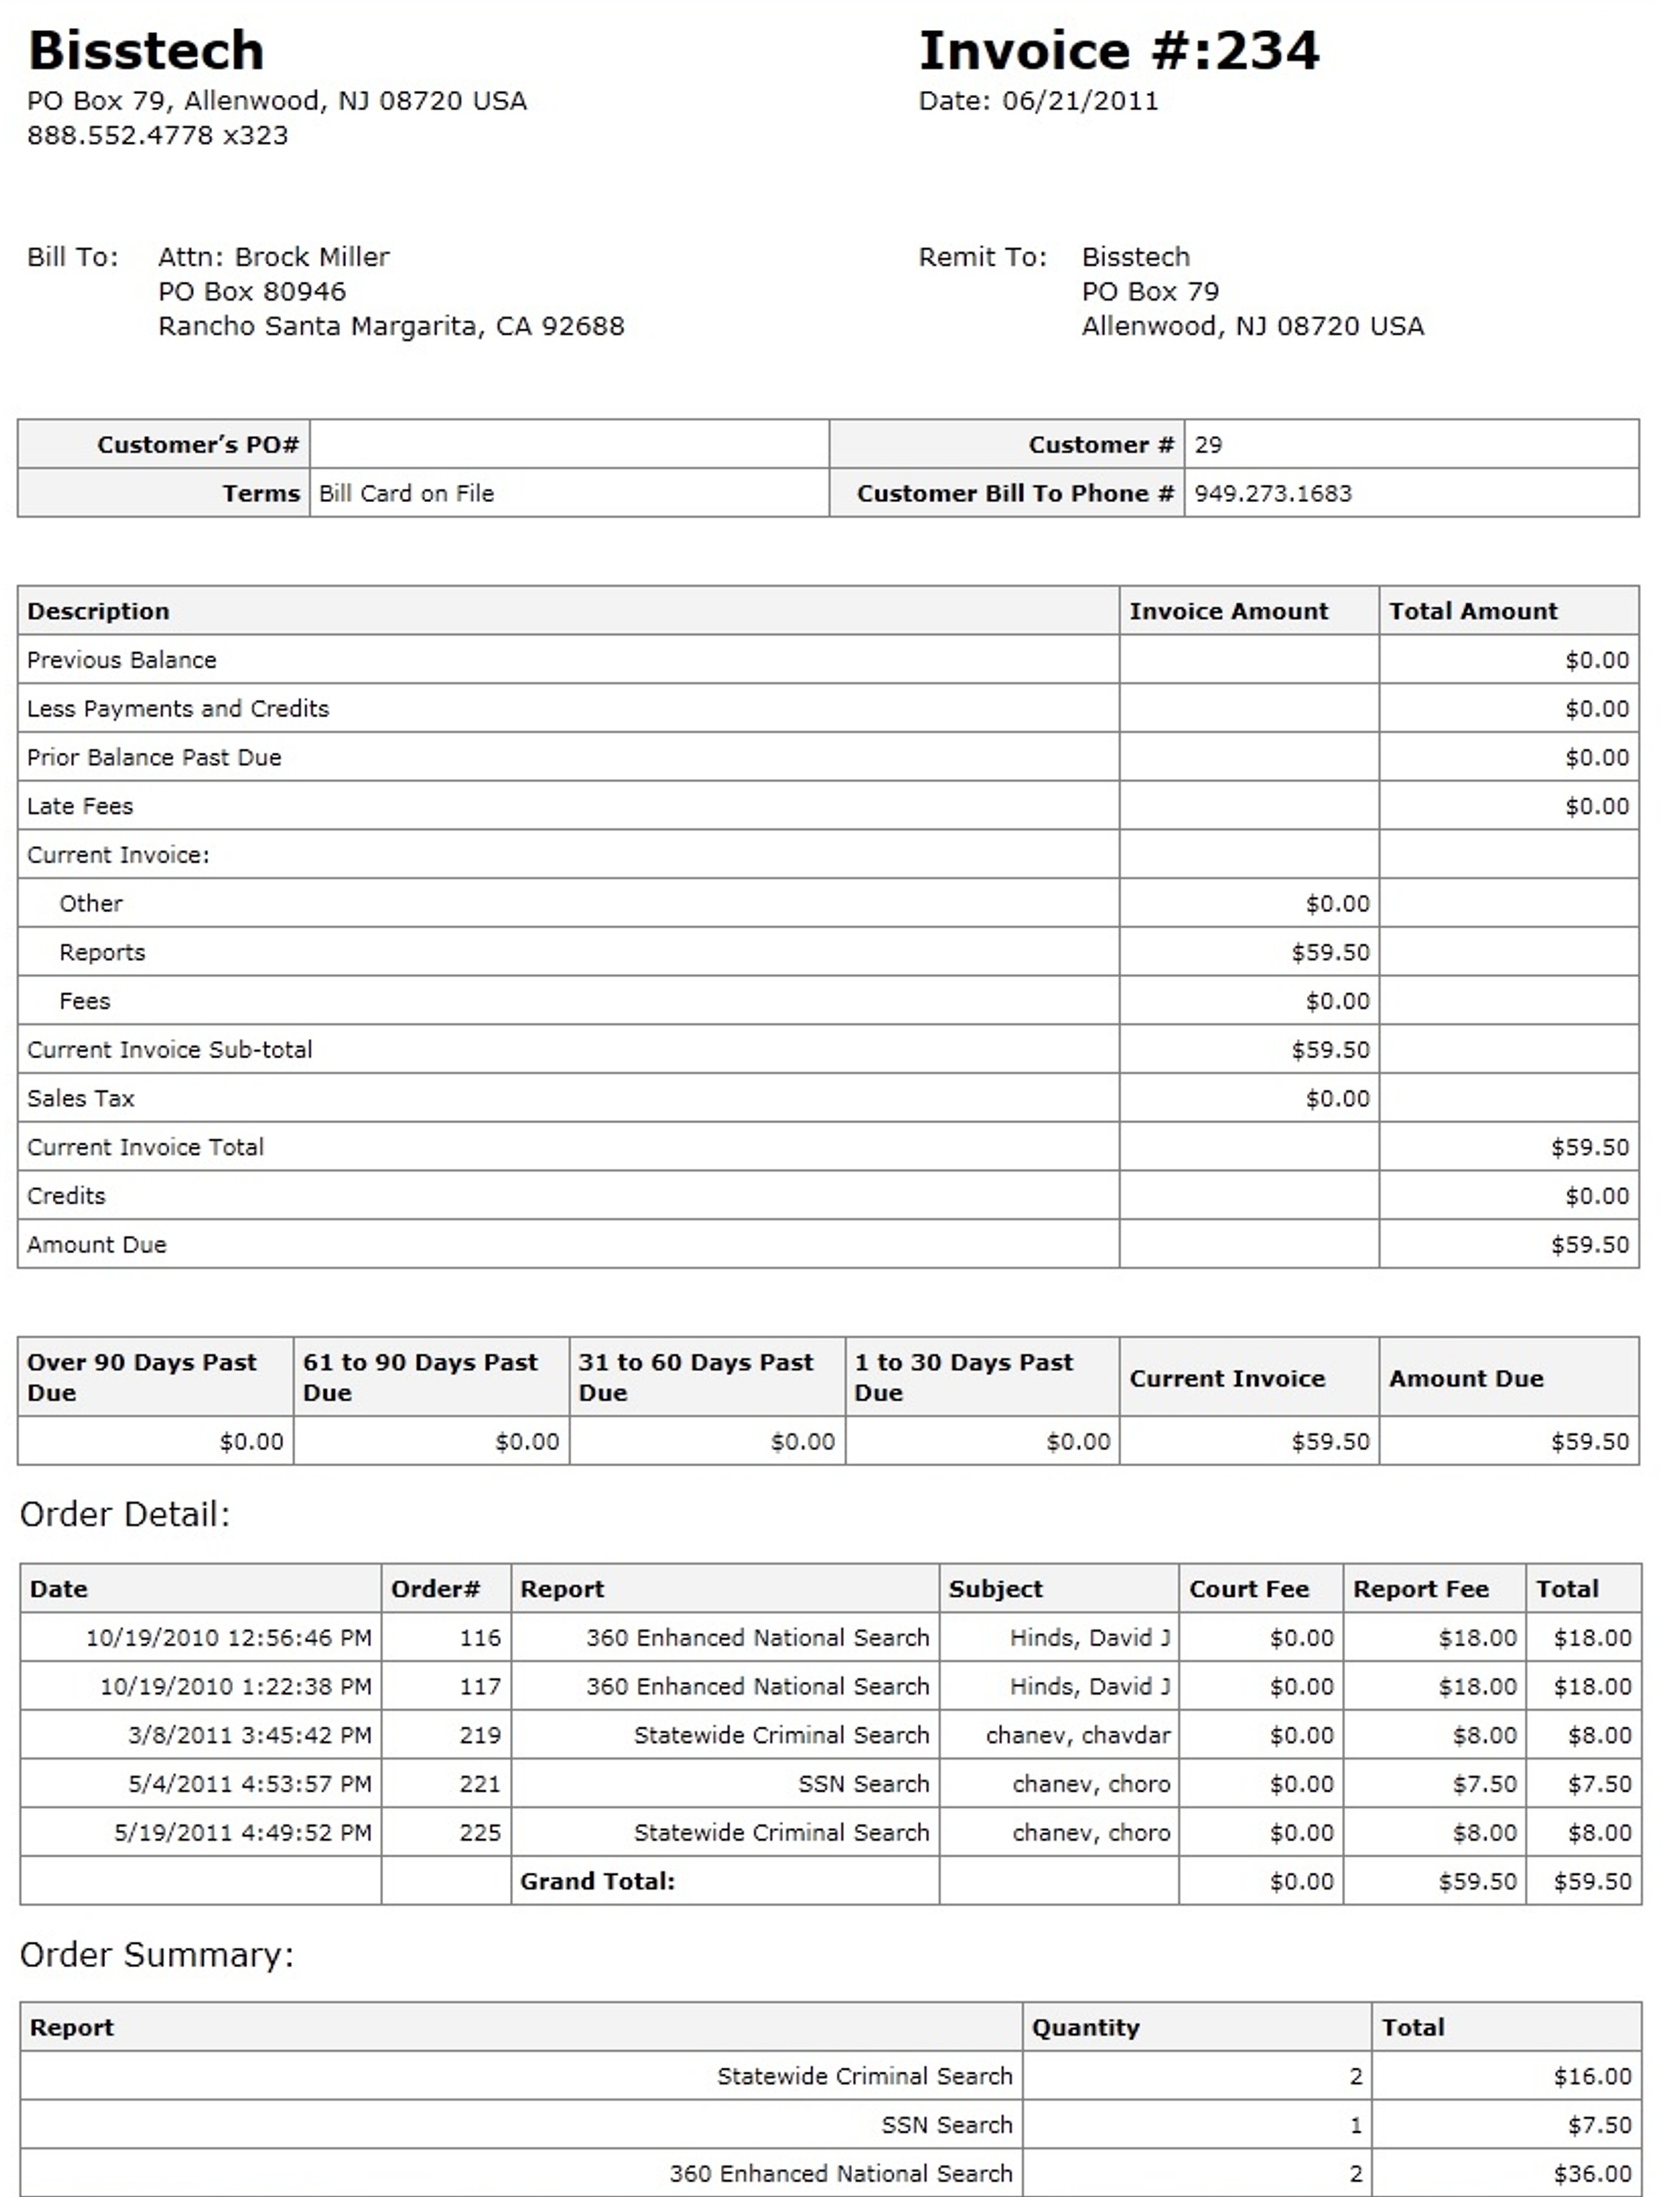 Bisstech
Invoice #:234
PO Box 79, Allenwood, NJ 08720 USA
Date: 06/21/2011
888.552.4778 x323
Bill To: Attn: Brock Miller
Remit To: Bisstech
PO Box 80946
PO Box 79
Rancho Santa Margarita, CA 92688
Allenwood, NJ 08720 USA
Customer’s PO# Customer # 29
Terms Bill Card on File Customer Bill To Phone # 949.273.1683
Description Invoice Amount Total Amount
Previous Balance $0.00
Less Payments and Credits $0.00
Prior Balance Past Due $0.00
Late Fees $0.00
Current Invoice:
Other $0.00
Reports $59.50
Fees $0.00
Current Invoice Sub-total $59.50
Sales Tax $0.00
Current Invoice Total $59.50
Credits $0.00
Amount Due $59.50
Over 90 Days Past Due 61 to 90 Days Past Due 31 to 60 Days Past Due 1 to 30 Days Past Due Current Invoice Amount Due
$0.00 $0.00 $0.00 $0.00 $59.50 $59.50
Order Detail:
Date Order# Report Subject Court Fee Report Fee Total
10/19/2010 12:56:46 PM 116 360 Enhanced National Search Hinds, David J $0.00 $18.00 $18.00
10/19/2010 1:22:38 PM 117 360 Enhanced National Search Hinds, David J $0.00 $18.00 $18.00
3/8/2011 3:45:42 PM 219 Statewide Criminal Search chanev, chavdar $0.00 $8.00 $8.00
5/4/2011 4:53:57 PM 221 SSN Search chanev, choro $0.00 $7.50 $7.50
5/19/2011 4:49:52 PM 225 Statewide Criminal Search chanev, choro $0.00 $8.00 $8.00
Grand Total: $0.00 $59.50 $59.50
Order Summary:
Report Quantity Total
Statewide Criminal Search 2 $16.00
SSN Search 1 $7.50
360 Enhanced National Search 2 $36.00